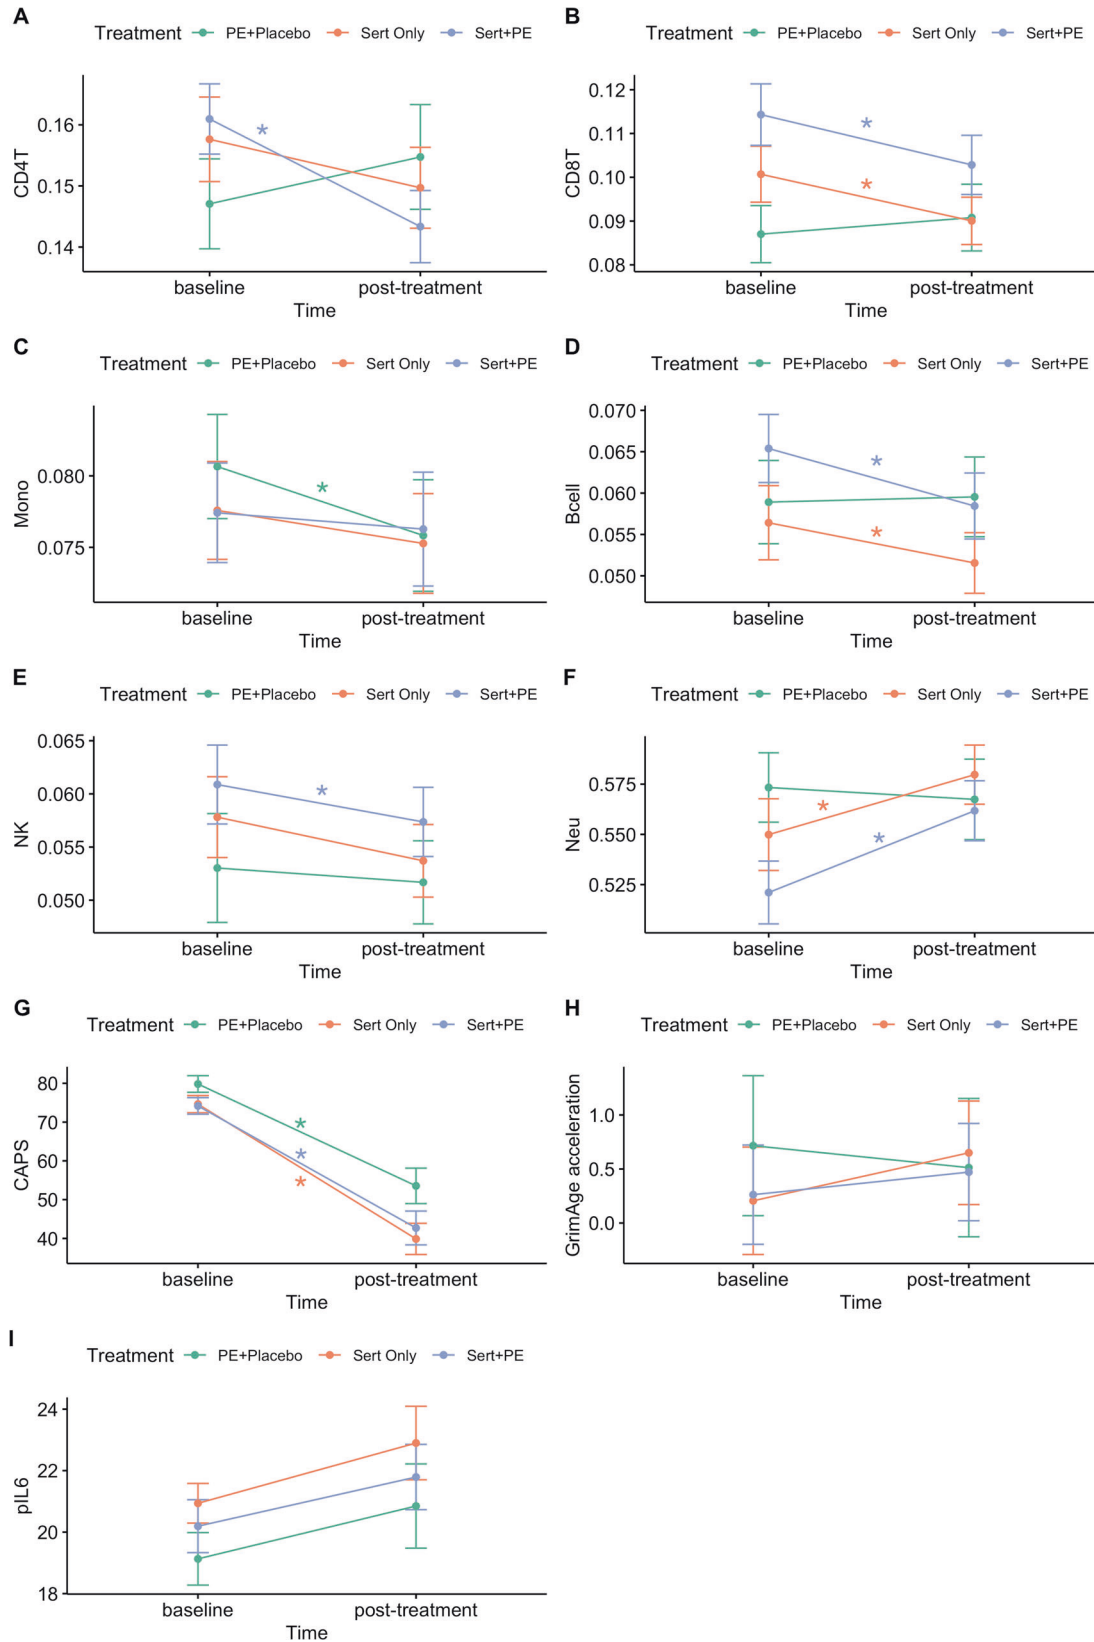 A
Treatment PE+Placebo Sert Only Sert+PE
0.16
0.15
0.14
CD4T
*
baseline post-treatment
Time
B
Treatment PE+Placebo Sert Only Sert+PE
0.12
0.11
0.10
0.09
0.08
CD8T
*
*
baseline post-treatment
Time
C
Treatment PE+Placebo Sert Only Sert+PE
0.080
0.075
Mono
*
baseline post-treatment
Time
D
Treatment PE+Placebo Sert Only Sert+PE
0.070
0.065
0.060
0.055
0.050
Bcell
*
*
baseline post-treatment
Time
E
Treatment PE+Placebo Sert Only Sert+PE
0.065
0.060
0.055
0.050
NK
*
baseline post-treatment
Time
F
Treatment PE+Placebo Sert Only Sert+PE
0.575
0.550
0.525
Neu
*
*
baseline post-treatment
Time
G
Treatment PE+Placebo Sert Only Sert+PE
80
70
60
50
40
CAPS
*
*
*
baseline post-treatment
Time
H
Treatment PE+Placebo Sert Only Sert+PE
1.0
0.5
0.0
GrimAge acceleration
baseline post-treatment
Time
I
Treatment PE+Placebo Sert Only Sert+PE
24
22
20
18
pIL6
baseline post-treatment
Time